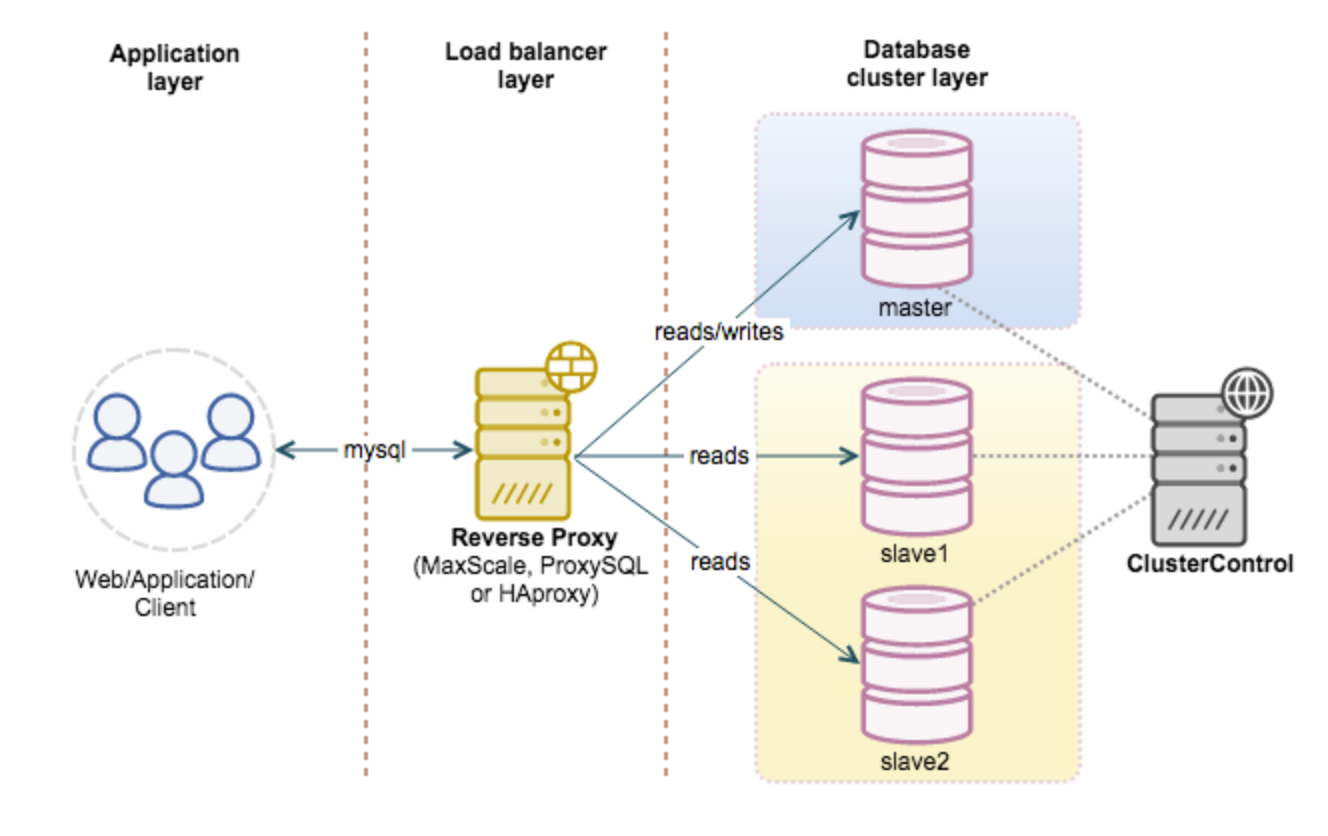 Application
layer
Load balancer
layer
Database
cluster layer
master
reads/writes
mysql
reads
slave1
reads
Reverse Proxy
(MaxScale, ProxySQL
or HAproxy)
Web/Application/
Client
ClusterControl
slave2